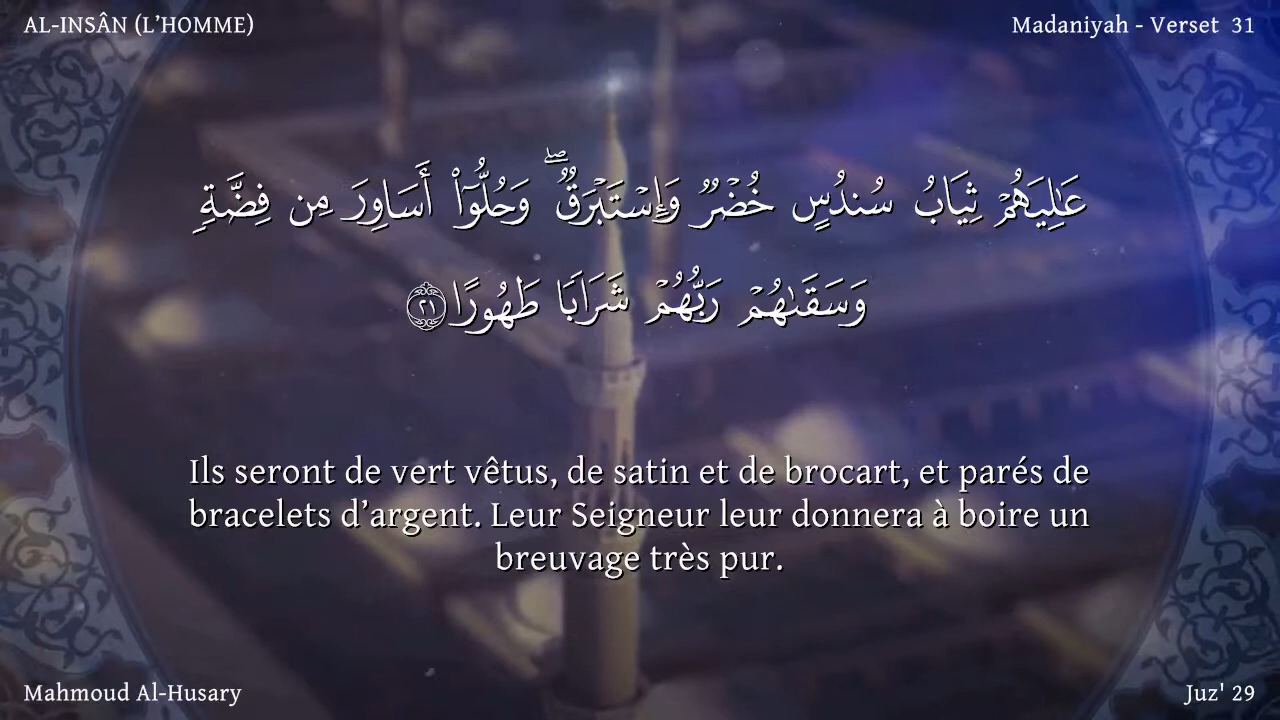 AL-INSÂN (L’HOMME)
Madaniyah - Verset 31
عَٰلِيَهُمْ ثِيَابُ سُندُسٍ خُضْرٌ وَإِسْتَبْرَقٌ ۖ وَحُلُّوٓا۟ أَسَاوِرَ مِن فِضَّةٍ
وَسَقَىٰهُمْ رَبُّهُمْ شَرَابًا طَهُورًا ٢١
Ils seront de vert vêtus, de satin et de brocart, et parés de
bracelets d’argent. Leur Seigneur leur donnera à boire un
breuvage très pur.
Mahmoud Al-Husary
Juz' 29